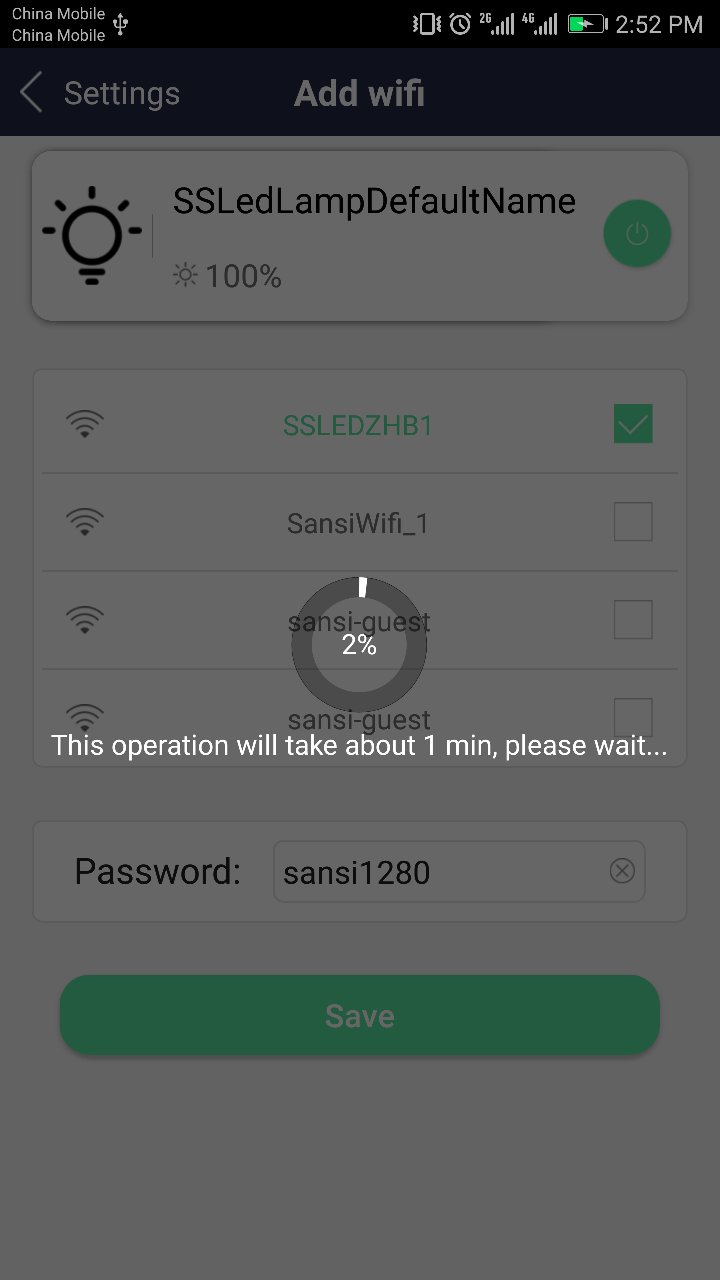 China Mobile
China Mobile
2G 4G 2:52 PM
Settings Add wifi
SSLedLampDefaultName
100%
SSLEDZHB1
SansiWifi_1
sansi-guest
2%
sansi-guest
This operation will take about 1 min, please wait...
Password: sansi1280
Save